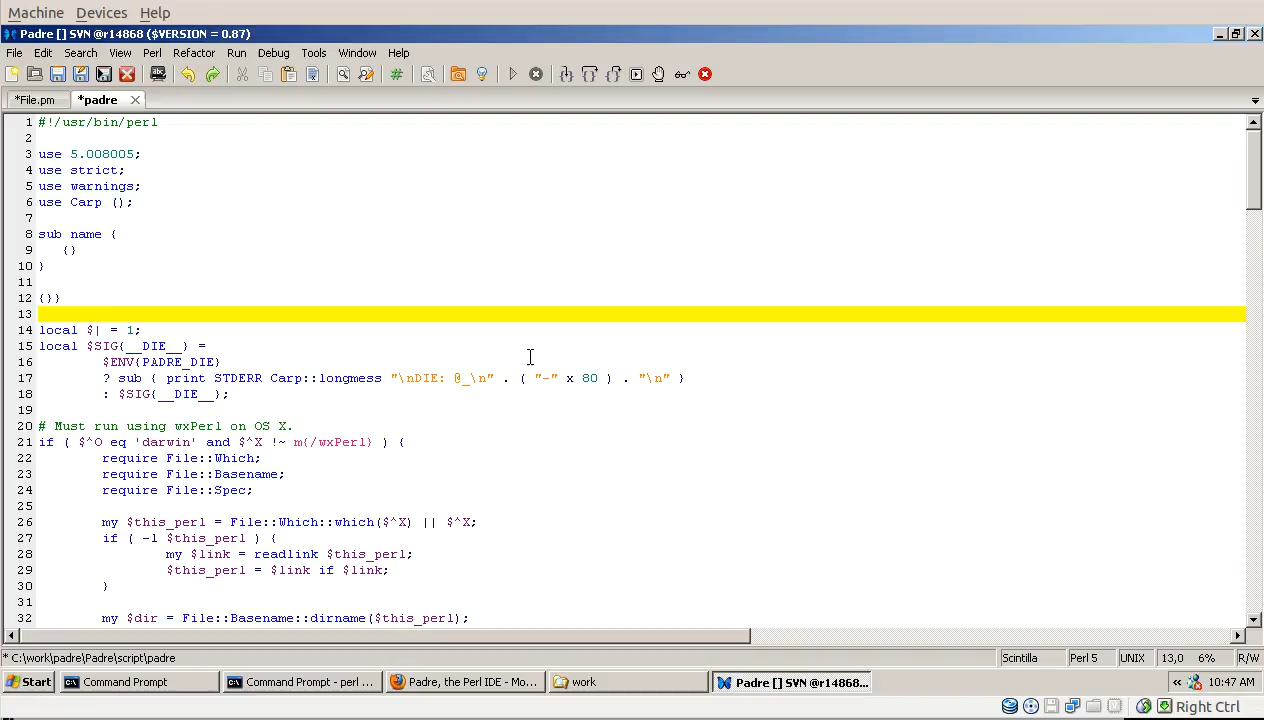 Machine Devices Help
Padre [] SVN @r14868 ($VERSION = 0.87)
File Edit Search View Perl Refactor Run Debug Tools Window Help
*File.pm *padre
1 #!/usr/bin/perl
2
3 use 5.008005;
4 use strict;
5 use warnings;
6 use Carp ();
7
8 sub name {
9 {}
10 }
11
12 {})
13
14 local $| = 1;
15 local $SIG{__DIE__} =
16 $ENV{PADRE_DIE}
17 ? sub { print STDERR Carp::longmess "\nDIE: @_\n" . ( "-" x 80 ) . "\n" }
18 : $SIG{__DIE__};
19
20 # Must run using wxPerl on OS X.
21 if ( $^O eq 'darwin' and $^X !~ m{/wxPerl} ) {
22 require File::Which;
23 require File::Basename;
24 require File::Spec;
25
26 my $this_perl = File::Which::which($^X) || $^X;
27 if ( -l $this_perl ) {
28 my $link = readlink $this_perl;
29 $this_perl = $link if $link;
30 }
31
32 my $dir = File::Basename::dirname($this_perl);
* C:\work\padre\Padre\script\padre Scintilla Perl 5 UNIX 13,0 6% R/W
Start Command Prompt Command Prompt - perl ... Padre, the Perl IDE - Mo... work Padre [] SVN @r14868... « 10:47 AM
Right Ctrl